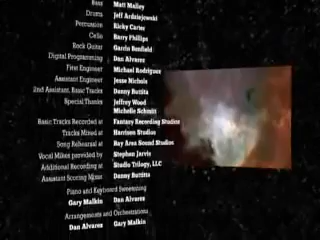 Bass Matt Malley
Drums Jeff Ardziejewski
Percussion Ricky Carter
Cello Barry Phillips
Rock Guitar Garcin Benfield
Digital Programming Dan Alvarez
First Engineer Michael Rodriguez
Assistant Engineer Jesse Nichols
2nd Assistant, Basic Tracks Danny Buttita
Special Thanks Jeffrey Wood
Michelle Schmitt
Basic Tracks Recorded at Fantasy Recording Studios
Tracks Mixed at Harrison Studios
Song Rehearsal at Bay Area Sound Studios
Vocal Mixes provided by Stephen Jarvis
Additional Recording at Studio Trilogy, LLC
Assistant Scoring Mixer Danny Buttitta
Piano and Keyboard Sweetening
Gary Malkin Dan Alvarez
Arrangements and Orchestrations
Dan Alvarez Gary Malkin